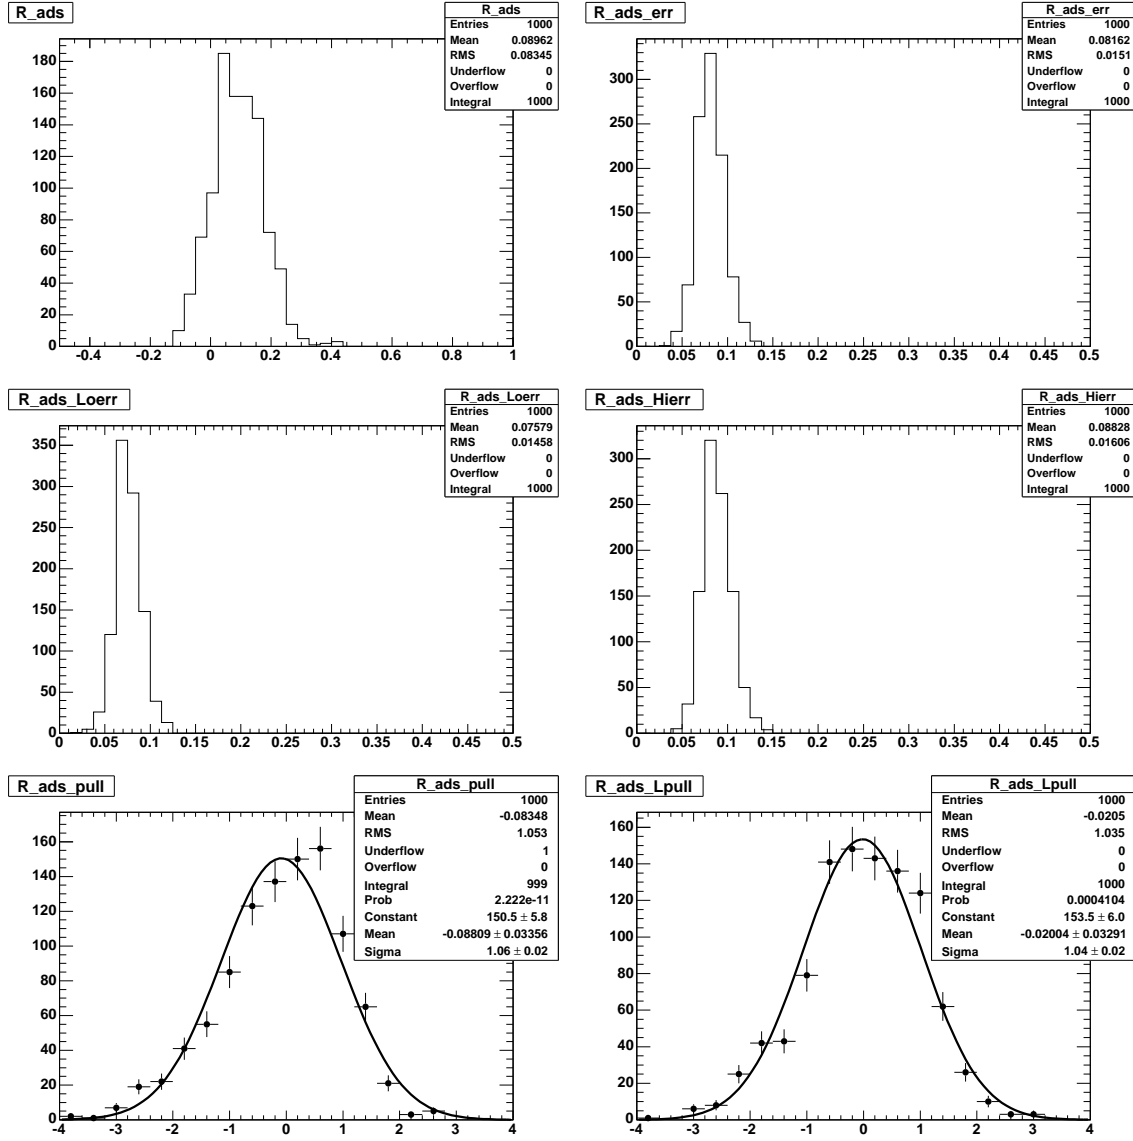 R_ads
R_ads
Entries 1000
Mean 0.08962
RMS 0.08345
Underflow 0
Overflow 0
Integral 1000
180
160
140
120
100
80
60
40
20
0
-0.4 -0.2 0 0.2 0.4 0.6 0.8 1
R_ads_err
R_ads_err
Entries 1000
Mean 0.08162
RMS 0.0151
Underflow 0
Overflow 0
Integral 1000
300
250
200
150
100
50
0
0 0.05 0.1 0.15 0.2 0.25 0.3 0.35 0.4 0.45 0.5
R_ads_Loerr
R_ads_Loerr
Entries 1000
Mean 0.07579
RMS 0.01458
Underflow 0
Overflow 0
Integral 1000
350
300
250
200
150
100
50
0
0 0.05 0.1 0.15 0.2 0.25 0.3 0.35 0.4 0.45 0.5
R_ads_Hierr
R_ads_Hierr
Entries 1000
Mean 0.08828
RMS 0.01606
Underflow 0
Overflow 0
Integral 1000
300
250
200
150
100
50
0
0 0.05 0.1 0.15 0.2 0.25 0.3 0.35 0.4 0.45 0.5
R_ads_pull
R_ads_pull
Entries 1000
Mean -0.08348
RMS 1.053
Underflow 1
Overflow 0
Integral 999
Prob 2.222e-11
Constant 150.5 ± 5.8
Mean -0.08809 ± 0.03356
Sigma 1.06 ± 0.02
160
140
120
100
80
60
40
20
0
-4 -3 -2 -1 0 1 2 3 4
R_ads_Lpull
R_ads_Lpull
Entries 1000
Mean -0.0205
RMS 1.035
Underflow 0
Overflow 0
Integral 1000
Prob 0.0004104
Constant 153.5 ± 6.0
Mean -0.02004 ± 0.03291
Sigma 1.04 ± 0.02
160
140
120
100
80
60
40
20
0
-4 -3 -2 -1 0 1 2 3 4